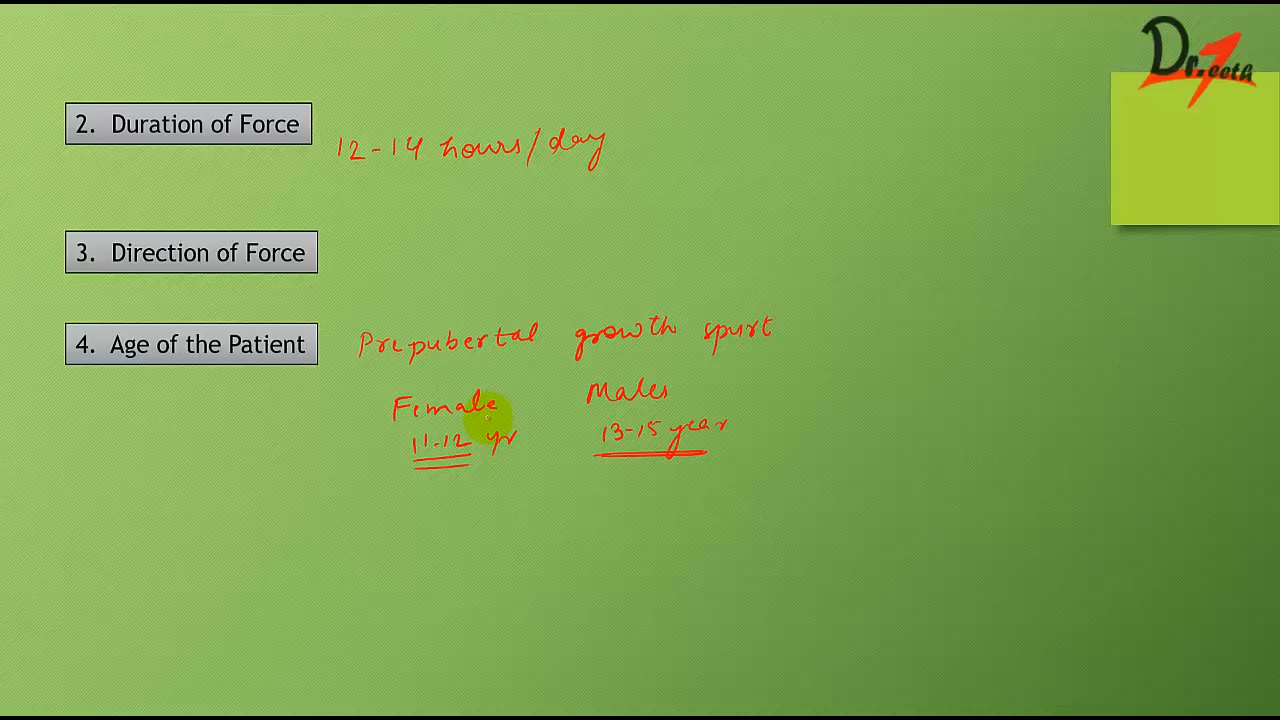 Dr.eeth
2. Duration of Force
12-14 hours/day
3. Direction of Force
4. Age of the Patient
Prepubertal growth spurt
Female Males
11-12 yr 13-15 year